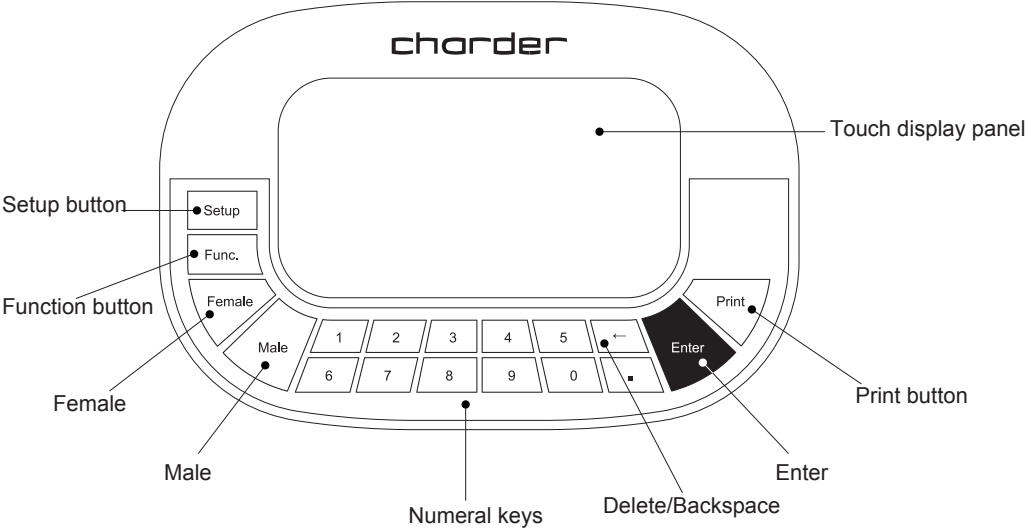 charder
Touch display panel
Setup button
Setup
Func.
Function button
Female
Print
Male
1 2 3 4 5 ←
Enter
6 7 8 9 0 .
Female
Print button
Male
Enter
Delete/Backspace
Numeral keys